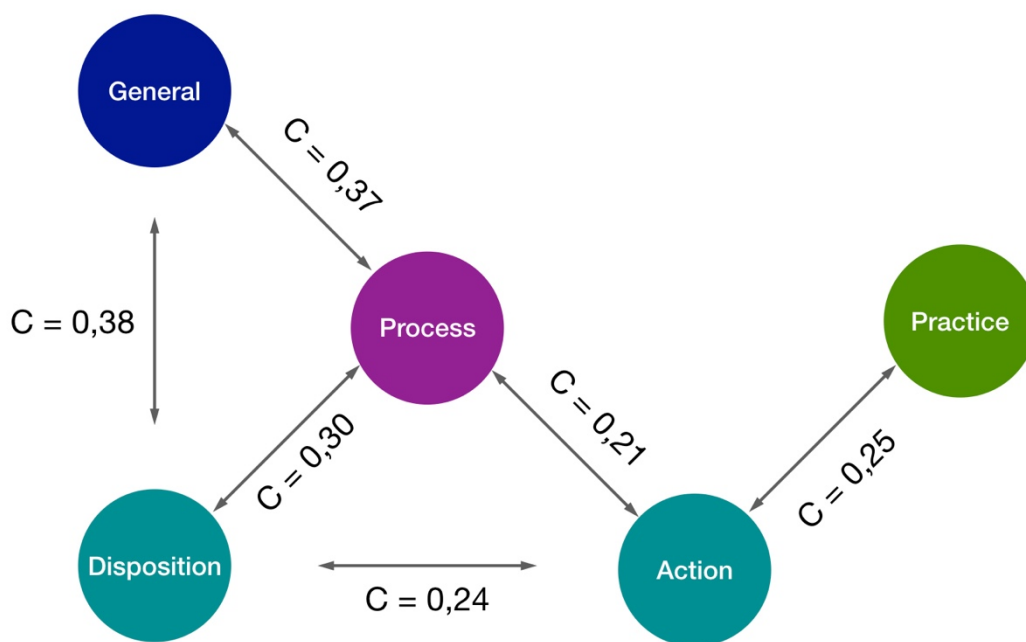 General
C = 0,37
C = 0,38
Process
Practice
C = 0,30
C = 0,21
C = 0,25
Disposition
C = 0,24
Action